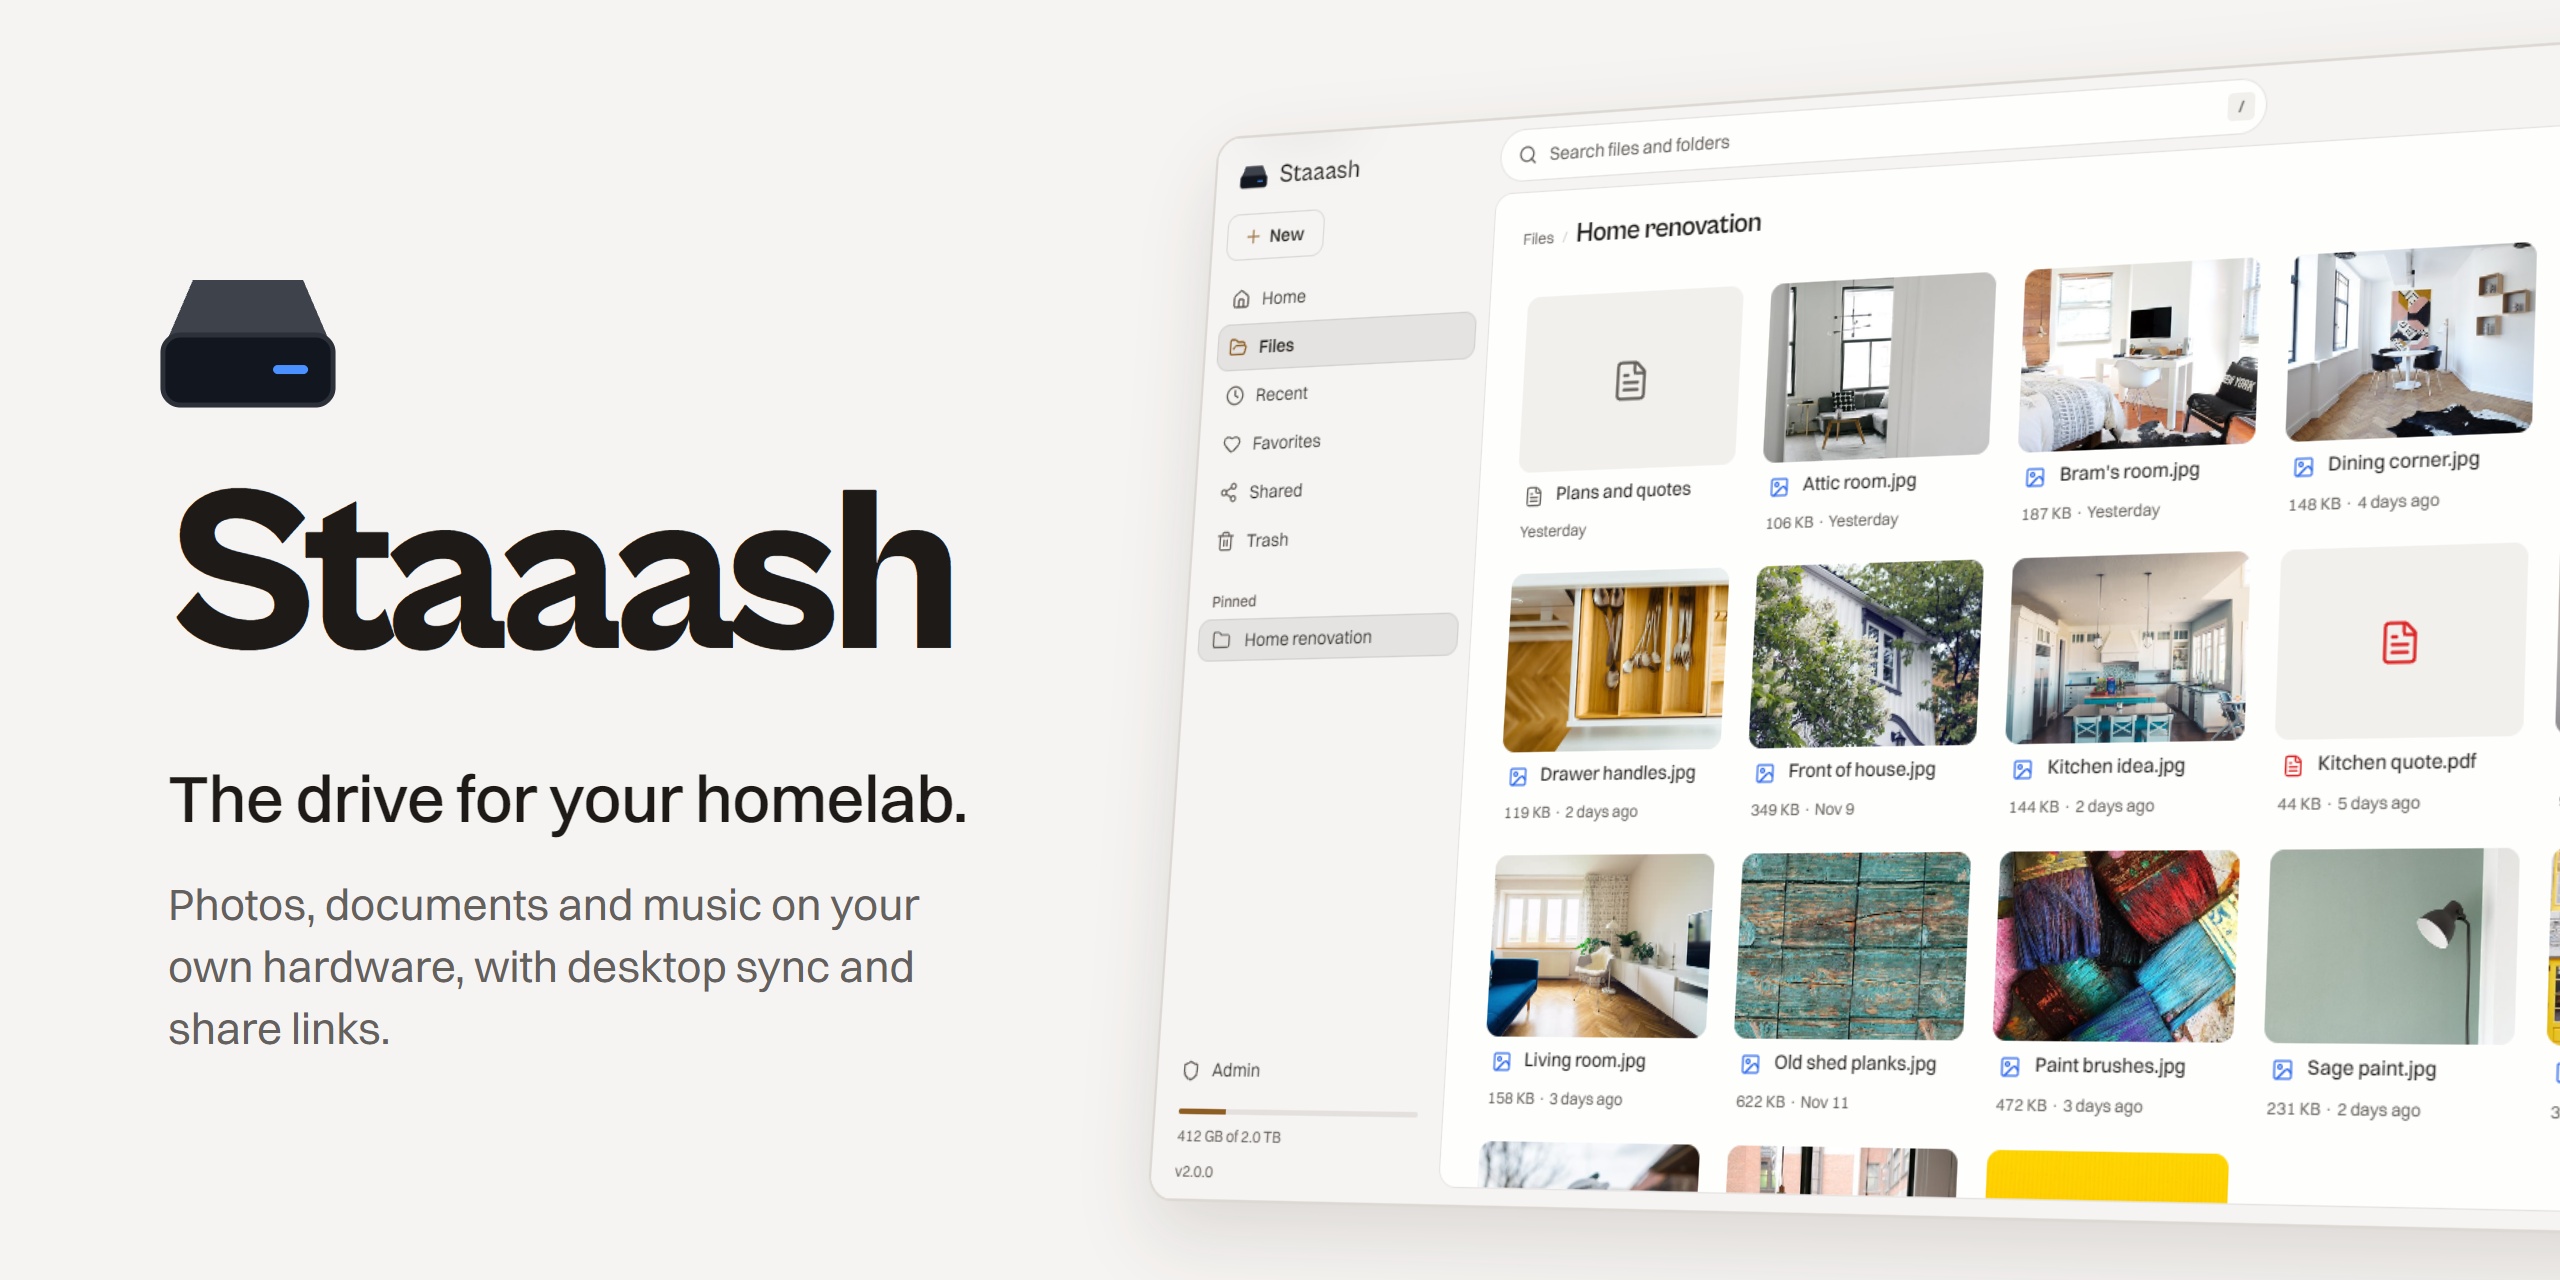 Staaash
The drive for your homelab.
Photos, documents and music on your
own hardware, with desktop sync and
share links.
Staaash
Search files and folders
/
New
Home
Files
Recent
Favorites
Shared
Trash
Pinned
Home renovation
Admin
412 GB of 2.0 TB
v2.0.0
Files / Home renovation
NEW YORK
Plans and quotes
Yesterday
Attic room.jpg
106 KB · Yesterday
Bram's room.jpg
187 KB · Yesterday
Dining corner.jpg
148 KB · 4 days ago
Drawer handles.jpg
119 KB · 2 days ago
Front of house.jpg
349 KB · Nov 9
Kitchen idea.jpg
144 KB · 2 days ago
Kitchen quote.pdf
44 KB · 5 days ago
Living room.jpg
158 KB · 3 days ago
Old shed planks.jpg
622 KB · Nov 11
Paint brushes.jpg
472 KB · 3 days ago
Sage paint.jpg
231 KB · 2 days ago